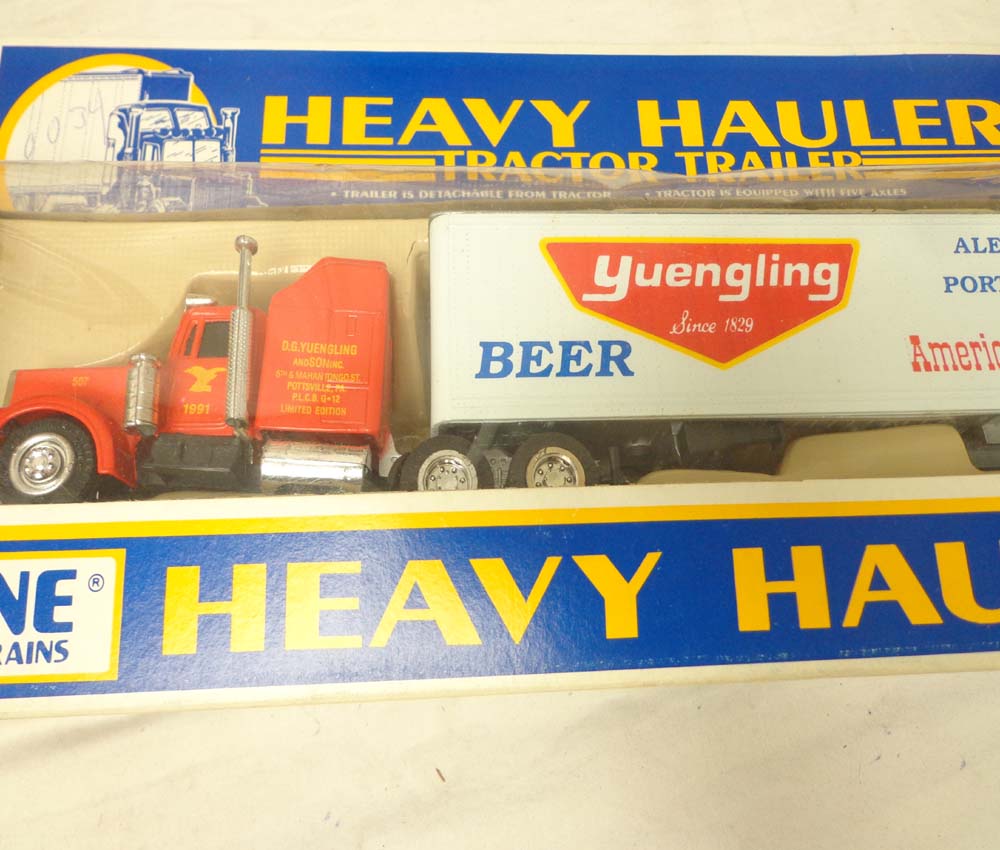 HEAVY HAULER
TRACTOR TRAILER
• TRAILER IS DETACHABLE FROM TRACTOR • TRACTOR IS EQUIPPED WITH FIVE AXLES
Yuengling
Since 1829
BEER
ALE
PORT
Americ
D.G. YUENGLING
AND SON INC.
5TH & MAHANTONGO ST.
POTTSVILLE, PA.
P.L.C.B. G-12
LIMITED EDITION
507
1991
NE ®
RAINS
HEAVY HAU